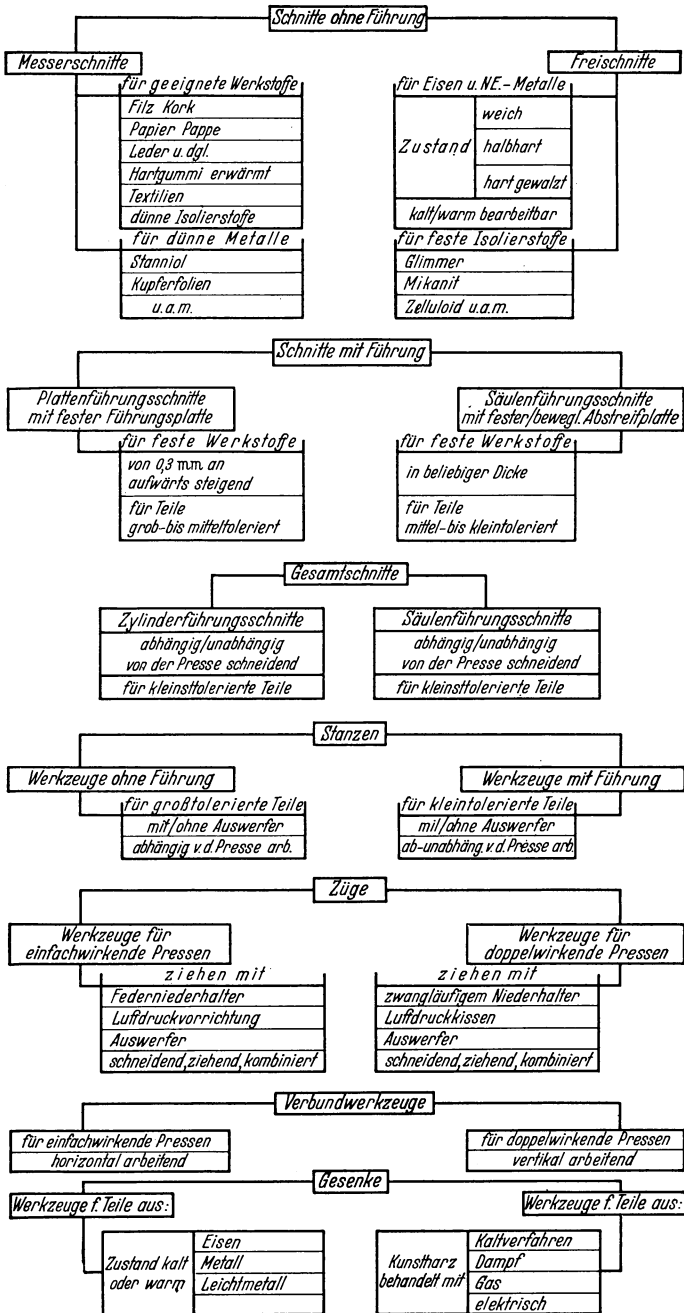 Schnitte ohne Führung
Messerschnitte
für geeignete Werkstoffe
Filz Kork
Papier Pappe
Leder u. dgl.
Hartgummi erwärmt
Textilien
dünne Isolierstoffe
für dünne Metalle
Stanniol
Kupferfolien
u.a.m.
Freischnitte
für Eisen u. NE.-Metalle
Zustand
weich
halbhart
hart gewalzt
kalt/warm bearbeitbar
für feste Isolierstoffe
Glimmer
Mikanit
Zelluloid u.a.m.
Schnitte mit Führung
Plattenführungsschnitte
mit fester Führungsplatte
für feste Werkstoffe
von 0,3 mm an
aufwärts steigend
für Teile
grob-bis mitteltoleriert
Säulenführungsschnitte
mit fester/bewegl. Abstreifplatte
für feste Werkstoffe
in beliebiger Dicke
für Teile
mittel-bis kleintoleriert
Gesamtschnitte
Zylinderführungsschnitte
abhängig/unabhängig
von der Presse schneidend
für kleinsttolerierte Teile
Säulenführungsschnitte
abhängig/unabhängig
von der Presse schneidend
für kleinsttolerierte Teile
Stanzen
Werkzeuge ohne Führung
für großtolerierte Teile
mit/ohne Auswerfer
abhängig v.d. Presse arb.
Werkzeuge mit Führung
für kleintolerierte Teile
mil/ohne Auswerfer
ab-unabhäng. v.d. Presse arb.
Züge
Werkzeuge für
einfachwirkende Pressen
ziehen mit
Federniederhalter
Luftdruckvorrichtung
Auswerfer
schneidend, ziehend, kombiniert
Werkzeuge für
doppelwirkende Pressen
ziehen mit
zwangläufigem Niederhalter
Luftdruckkissen
Auswerfer
schneidend, ziehend, kombiniert
Verbundwerkzeuge
für einfachwirkende Pressen
horizontal arbeitend
für doppelwirkende Pressen
vertikal arbeitend
Gesenke
Werkzeuge f. Teile aus:
Zustand kalt
oder warm
Eisen
Metall
Leichtmetall
Werkzeuge f. Teile aus:
Kunstharz
behandelt mit
Kaltverfahren
Dampf
Gas
elektrisch